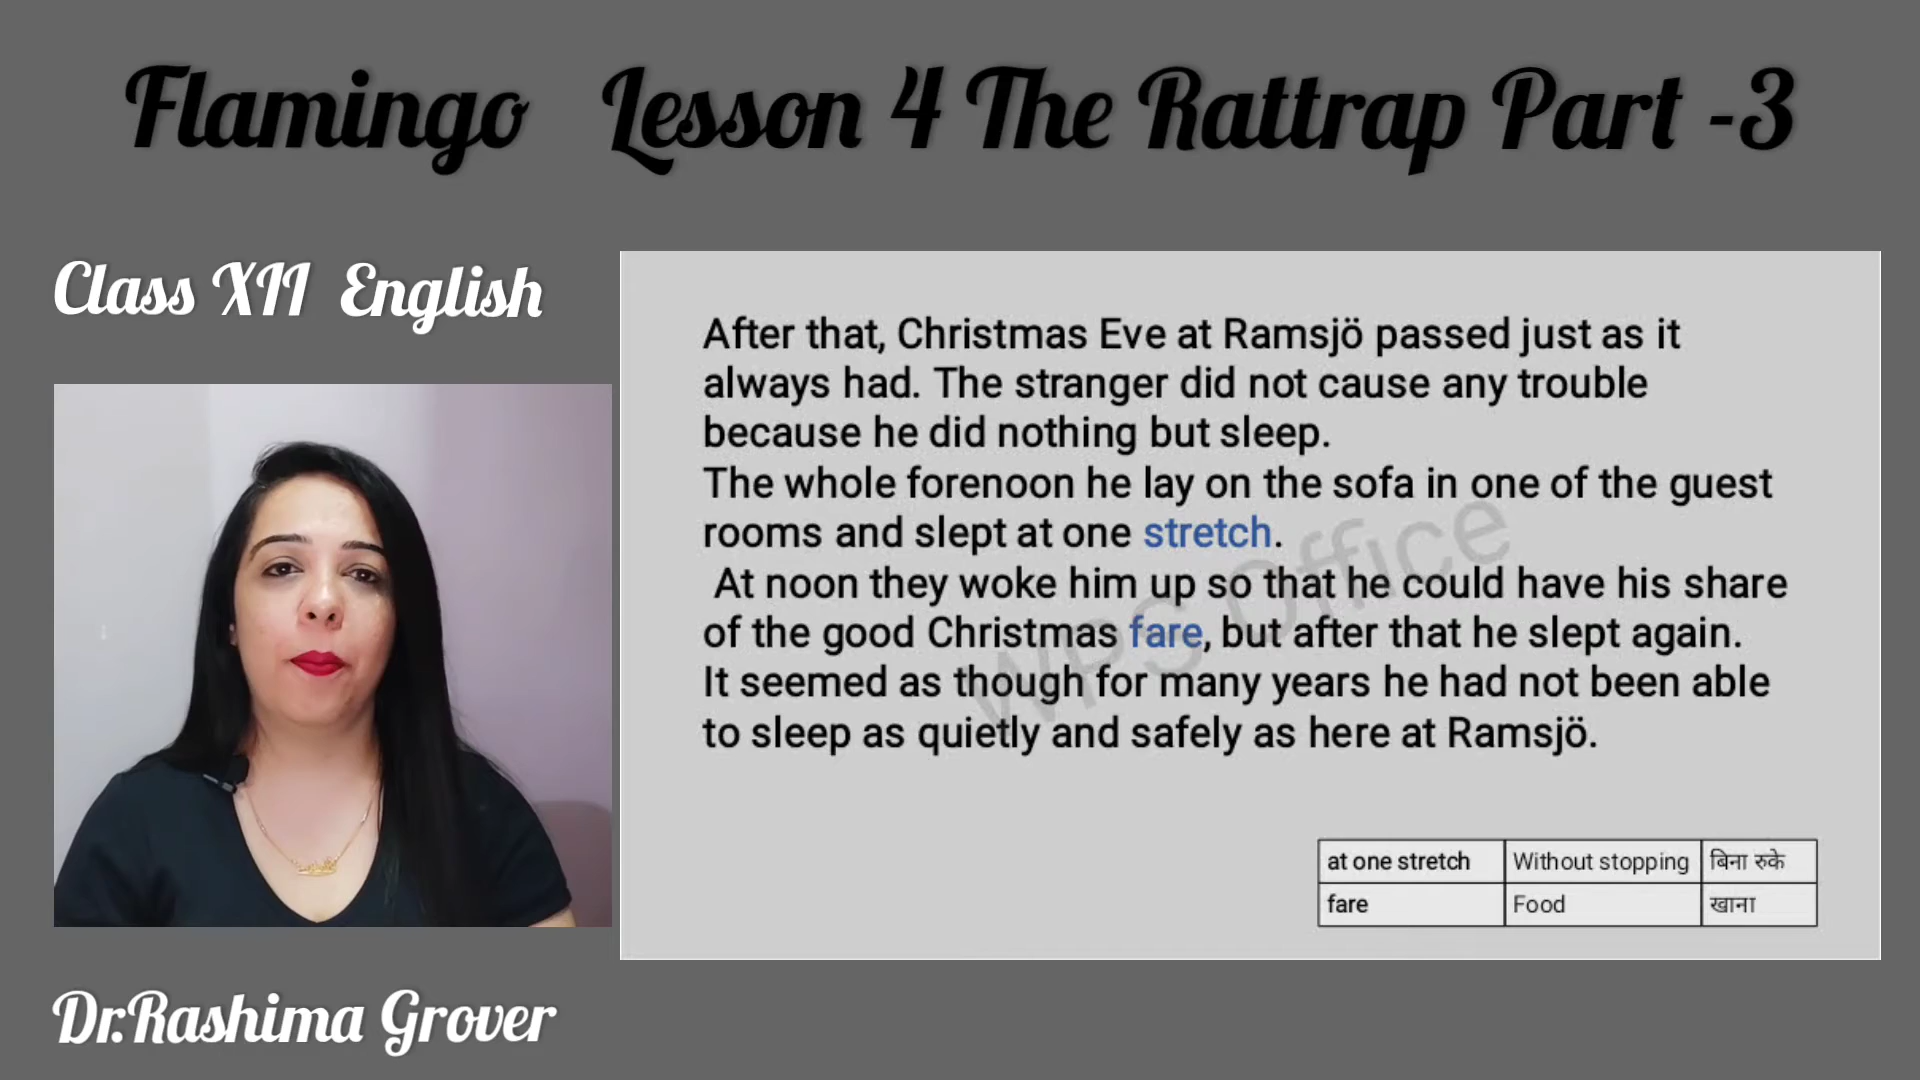 Flamingo Lesson 4 The Rattrap Part -3
Class XII English
After that, Christmas Eve at Ramsjö passed just as it
always had. The stranger did not cause any trouble
because he did nothing but sleep.
The whole forenoon he lay on the sofa in one of the guest
rooms and slept at one stretch.
At noon they woke him up so that he could have his share
of the good Christmas fare, but after that he slept again.
It seemed as though for many years he had not been able
to sleep as quietly and safely as here at Ramsjö.
WPS Office
at one stretch Without stopping बिना रुके
fare Food खाना
Dr.Rashima Grover